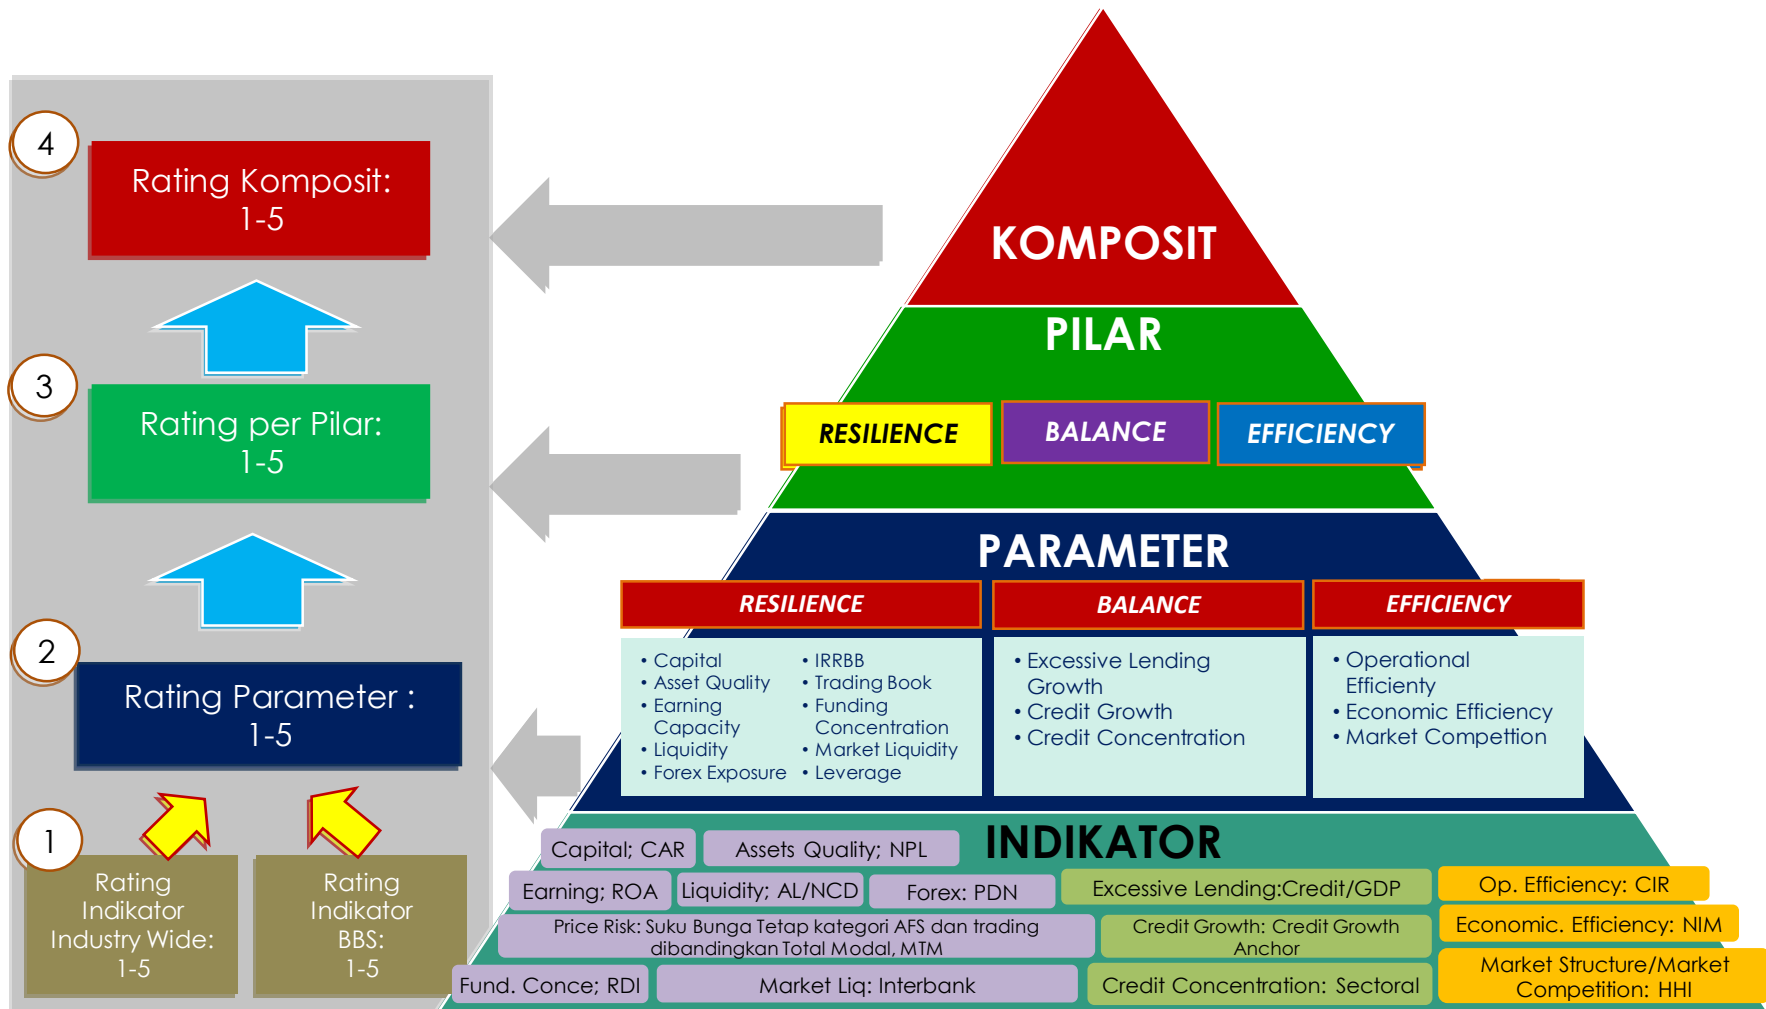 4
Rating Komposit:
1-5
3
Rating per Pilar:
1-5
2
Rating Parameter :
1-5
1
Rating
Indikator
Industry Wide:
1-5
Rating
Indikator
BBS:
1-5
KOMPOSIT
PILAR
RESILIENCE
BALANCE
EFFICIENCY
PARAMETER
RESILIENCE
• Capital
• Asset Quality
• Earning
Capacity
• Liquidity
• Forex Exposure
• IRRBB
• Trading Book
• Funding
Concentration
• Market Liquidity
• Leverage
BALANCE
• Excessive Lending
Growth
• Credit Growth
• Credit Concentration
EFFICIENCY
• Operational
Efficienty
• Economic Efficiency
• Market Compettion
INDIKATOR
Capital; CAR
Assets Quality; NPL
Earning; ROA
Liquidity; AL/NCD
Forex: PDN
Price Risk: Suku Bunga Tetap kategori AFS dan trading
dibandingkan Total Modal, MTM
Fund. Conce; RDI
Market Liq: Interbank
Excessive Lending:Credit/GDP
Credit Growth: Credit Growth
Anchor
Credit Concentration: Sectoral
Op. Efficiency: CIR
Economic. Efficiency: NIM
Market Structure/Market
Competition: HHI